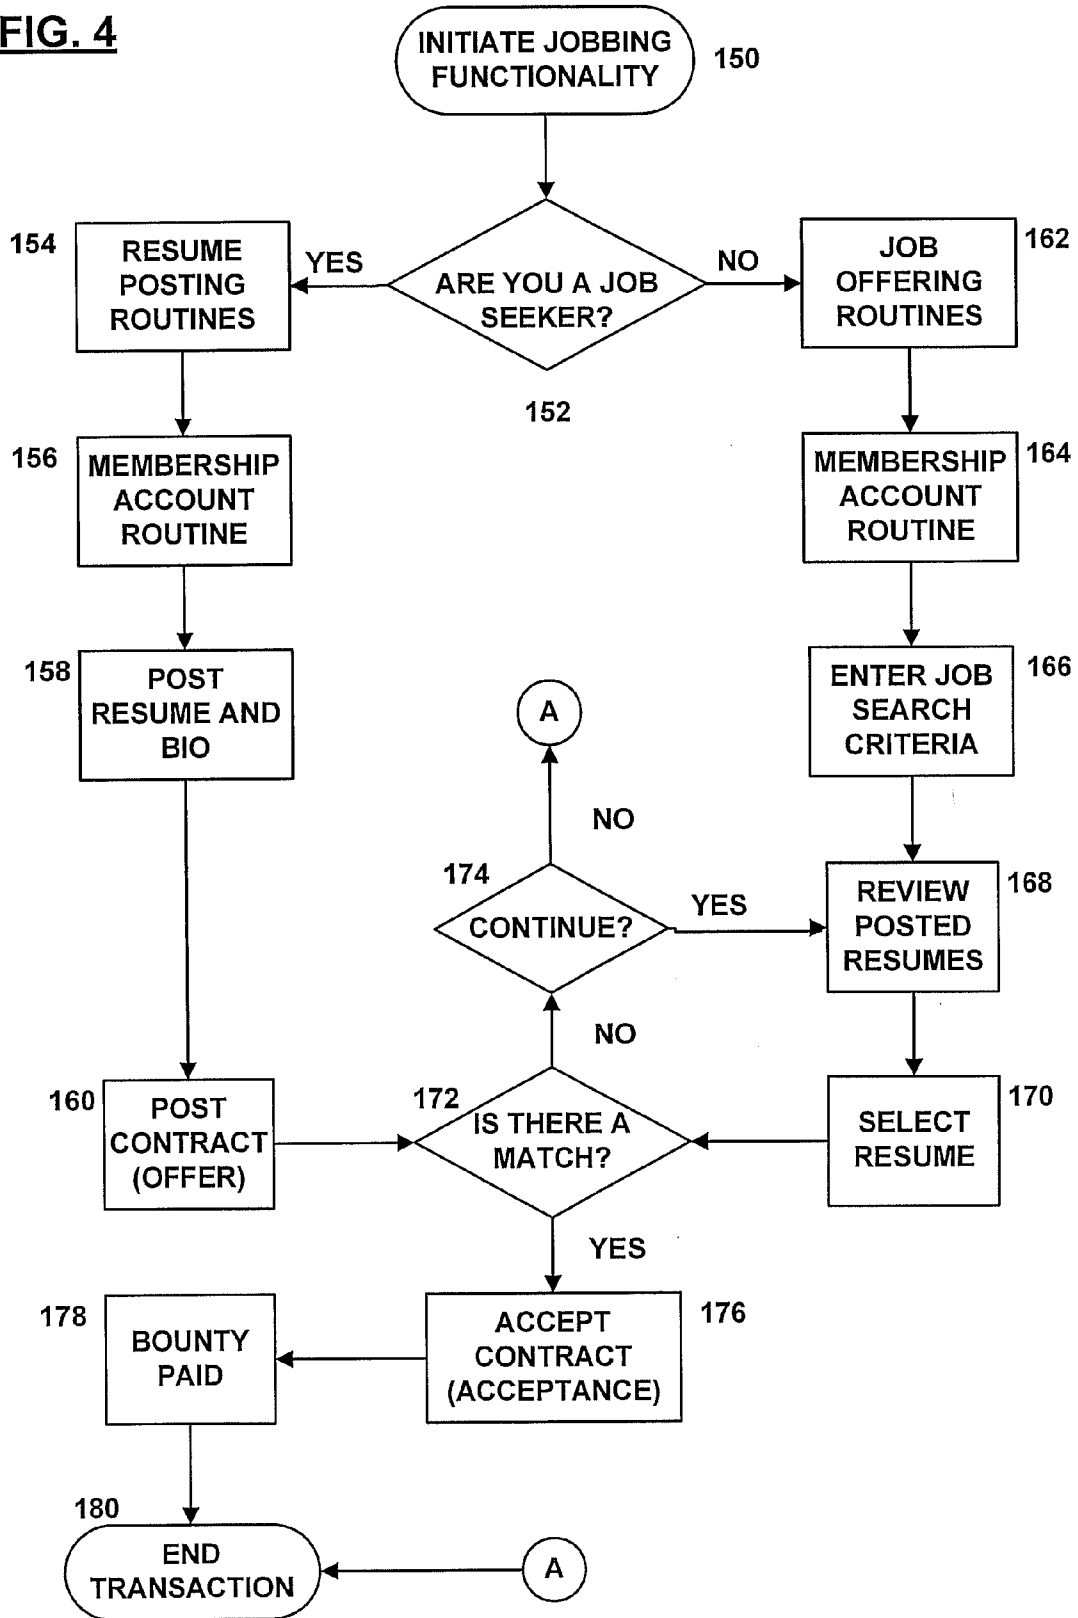 FIG. 4
INITIATE JOBBING
FUNCTIONALITY
150
154
RESUME
POSTING
ROUTINES
YES
ARE YOU A JOB
SEEKER?
NO
JOB
OFFERING
ROUTINES
162
152
156
MEMBERSHIP
ACCOUNT
ROUTINE
MEMBERSHIP
ACCOUNT
ROUTINE
164
158
POST
RESUME AND
BIO
A
ENTER JOB
SEARCH
CRITERIA
166
NO
174
CONTINUE?
YES
REVIEW
POSTED
RESUMES
168
NO
160
POST
CONTRACT
(OFFER)
172
IS THERE A
MATCH?
SELECT
RESUME
170
YES
178
BOUNTY
PAID
ACCEPT
CONTRACT
(ACCEPTANCE)
176
180
END
TRANSACTION
A